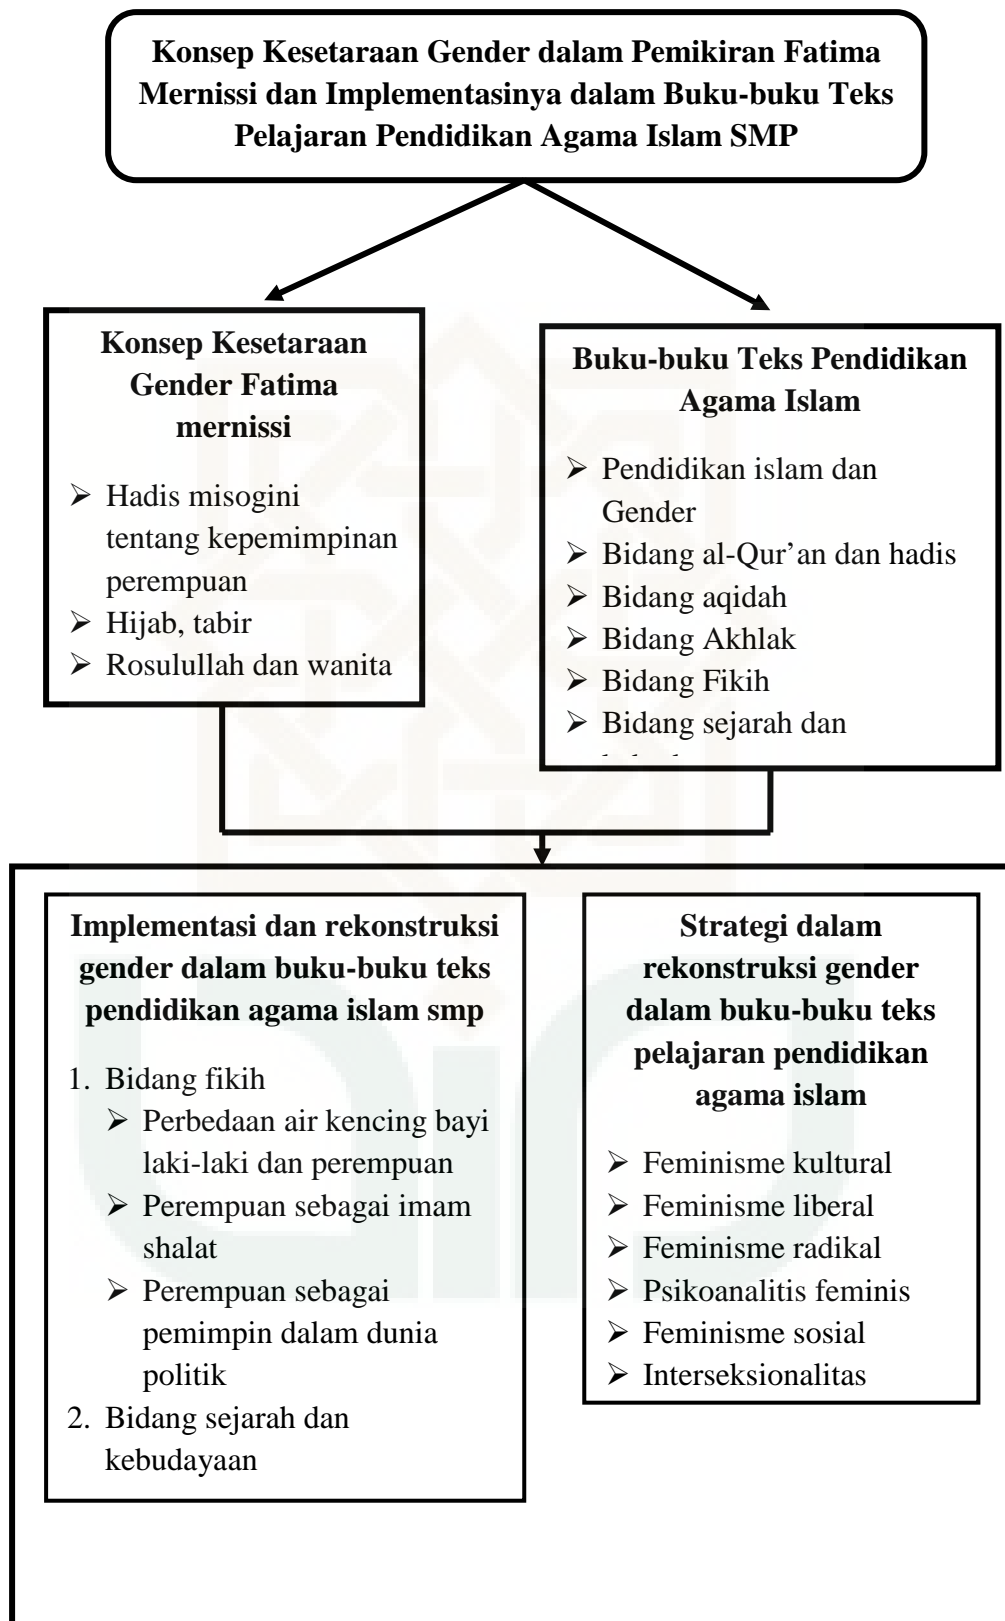 Konsep Kesetaraan Gender dalam Pemikiran Fatima
Mernissi dan Implementasinya dalam Buku-buku Teks
Pelajaran Pendidikan Agama Islam SMP
Konsep Kesetaraan
Gender Fatima
mernissi
➢ Hadis misogini
tentang kepemimpinan
perempuan
➢ Hijab, tabir
➢ Rosulullah dan wanita
Buku-buku Teks Pendidikan
Agama Islam
➢ Pendidikan islam dan
Gender
➢ Bidang al-Qur’an dan hadis
➢ Bidang aqidah
➢ Bidang Akhlak
➢ Bidang Fikih
➢ Bidang sejarah dan
Implementasi dan rekonstruksi
gender dalam buku-buku teks
pendidikan agama islam smp
1. Bidang fikih
➢ Perbedaan air kencing bayi
laki-laki dan perempuan
➢ Perempuan sebagai imam
shalat
➢ Perempuan sebagai
pemimpin dalam dunia
politik
2. Bidang sejarah dan
kebudayaan
Strategi dalam
rekonstruksi gender
dalam buku-buku teks
pelajaran pendidikan
agama islam
➢ Feminisme kultural
➢ Feminisme liberal
➢ Feminisme radikal
➢ Psikoanalitis feminis
➢ Feminisme sosial
➢ Interseksionalitas